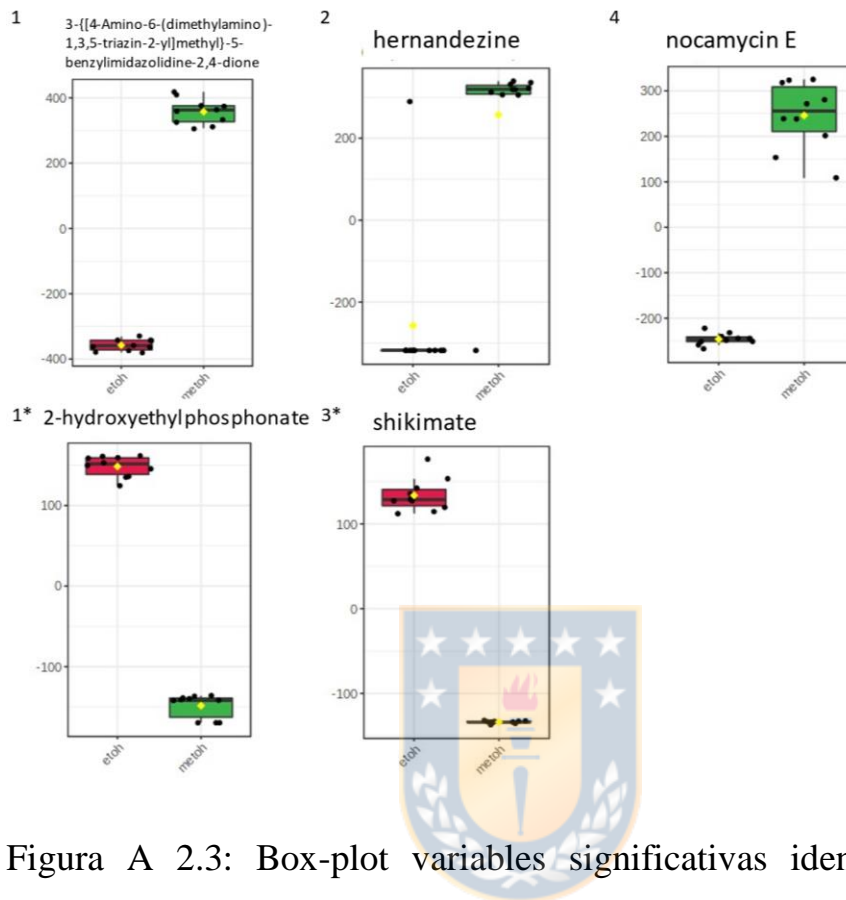 1
3-{[4-Amino-6-(dimethylamino)-
1,3,5-triazin-2-yl]methyl}-5-
benzylimidazolidine-2,4-dione
400
200
0
-200
-400
etoh
metoh
2
hernandezine
200
0
-200
etoh
metoh
4
nocamycin E
300
200
100
0
-100
-200
etoh
metoh
1* 2-hydroxyethylphosphonate
100
0
-100
etoh
metoh
3* shikimate
100
0
-100
etoh
metoh
Figura A 2.3: Box-plot variables significativas iden